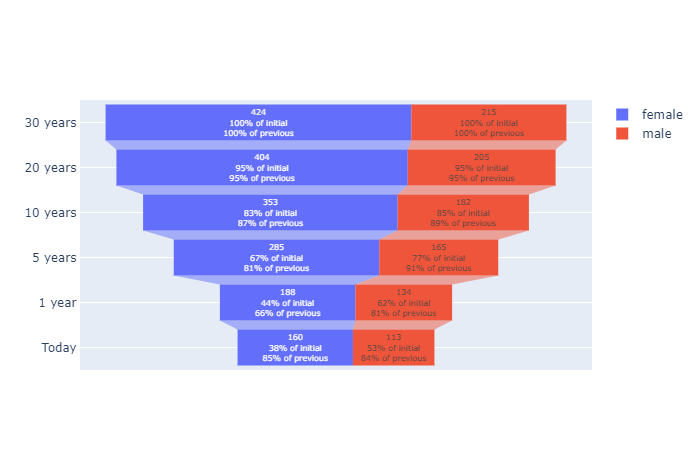 30 years
424
100% of initial
100% of previous
215
100% of initial
100% of previous
female
male
20 years
404
95% of initial
95% of previous
205
95% of initial
95% of previous
10 years
353
83% of initial
87% of previous
182
85% of initial
89% of previous
5 years
285
67% of initial
81% of previous
165
77% of initial
91% of previous
1 year
188
44% of initial
66% of previous
134
62% of initial
81% of previous
Today
160
38% of initial
85% of previous
113
53% of initial
84% of previous